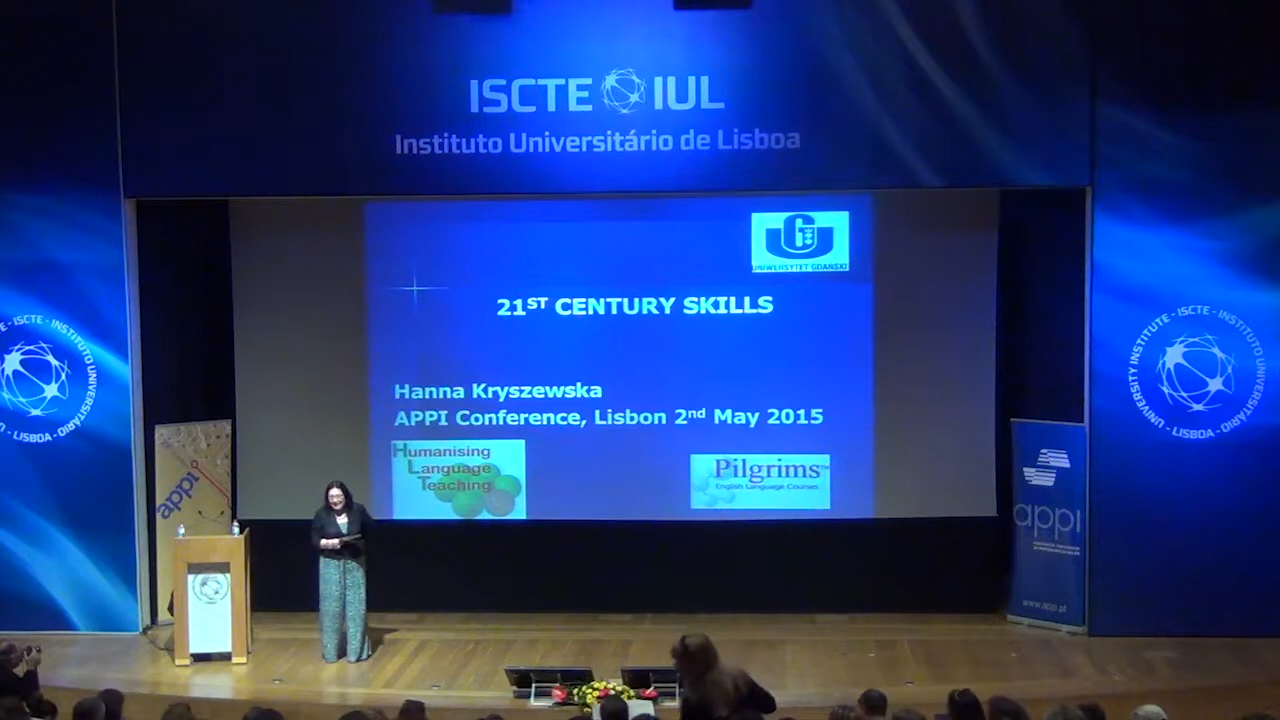 ISCTE IUL
Instituto Universitário de Lisboa
UNIWERSYTET GDAŃSKI
21ST CENTURY SKILLS
Hanna Kryszewska
APPI Conference, Lisbon 2nd May 2015
Humanising
Language
Teaching
Pilgrims™
English Language Courses
appi
appi
www.appi.pt
ISCTE - INSTITUTO
- LISBOA -
UNIVERSITY INSTITUTE - ISCTE - INSTITUTO UNIVERSITÁRIO - LISBOA -